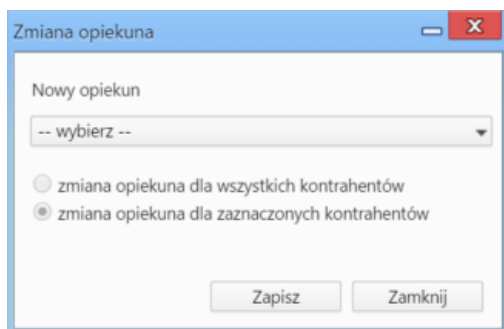 Zmiana opiekuna
Nowy opiekun
-- wybierz --
zmiana opiekuna dla wszystkich kontrahentów
zmiana opiekuna dla zaznaczonych kontrahentów
Zapisz Zamknij